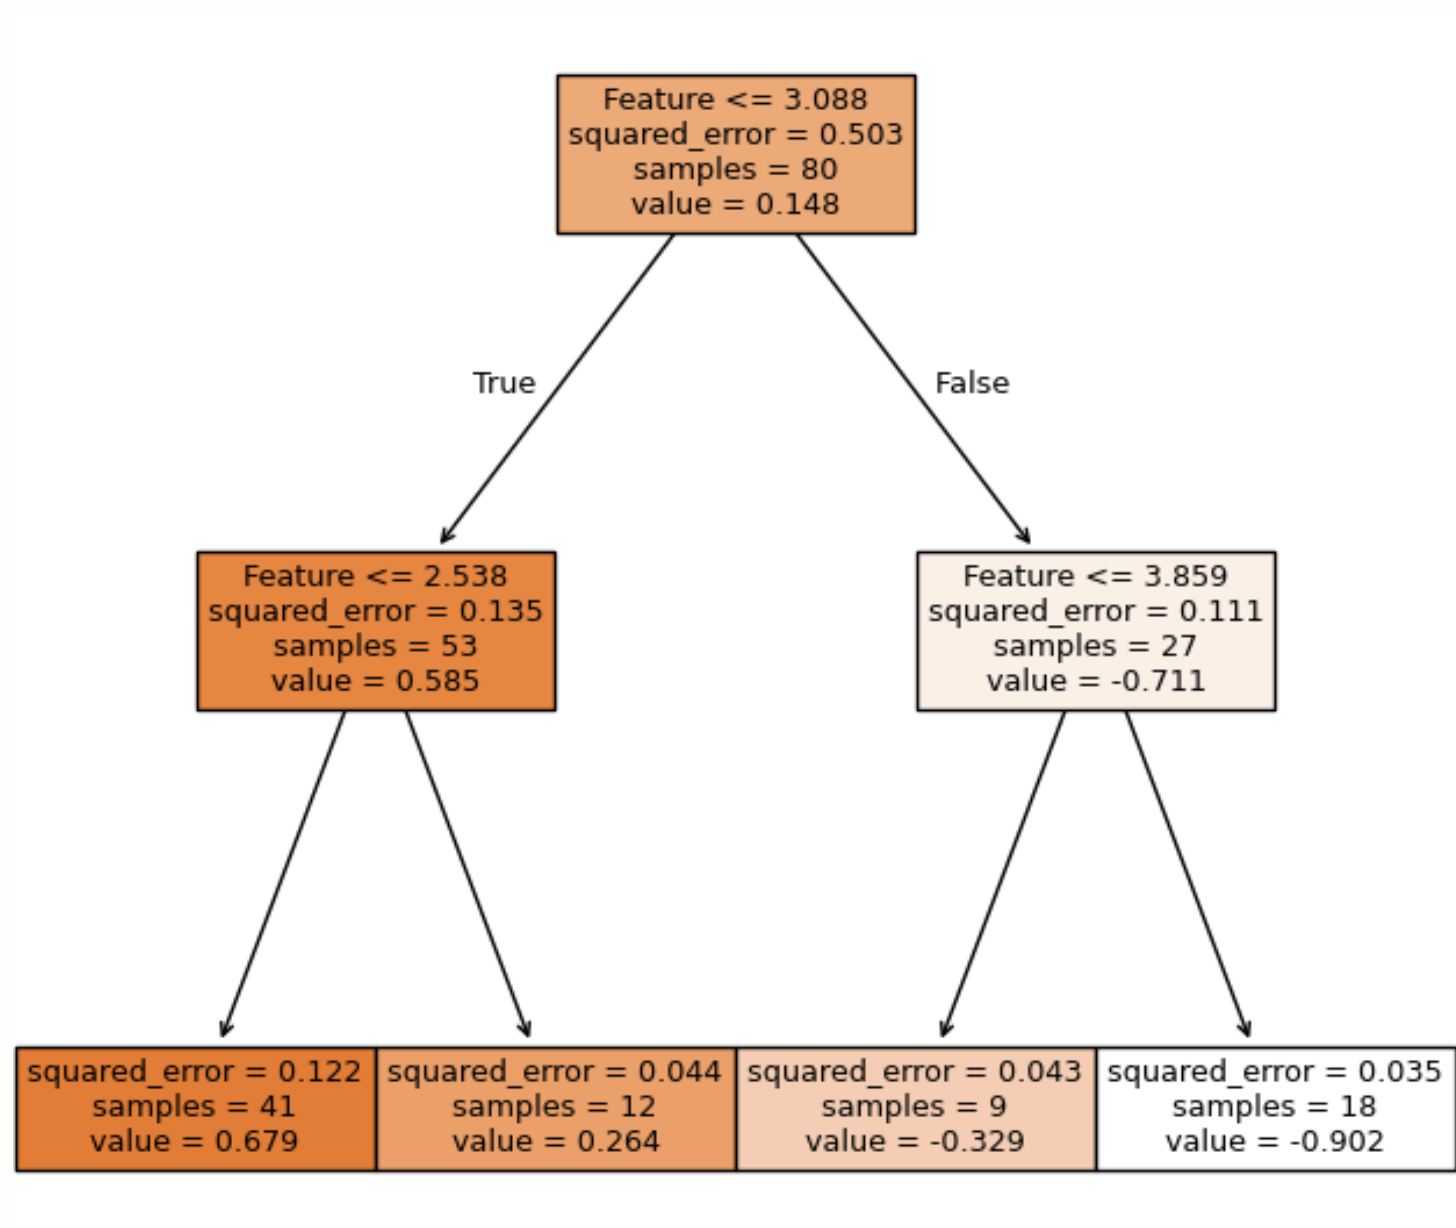 Feature <= 3.088
squared_error = 0.503
samples = 80
value = 0.148
True
False
Feature <= 2.538
squared_error = 0.135
samples = 53
value = 0.585
Feature <= 3.859
squared_error = 0.111
samples = 27
value = -0.711
squared_error = 0.122
samples = 41
value = 0.679
squared_error = 0.044
samples = 12
value = 0.264
squared_error = 0.043
samples = 9
value = -0.329
squared_error = 0.035
samples = 18
value = -0.902